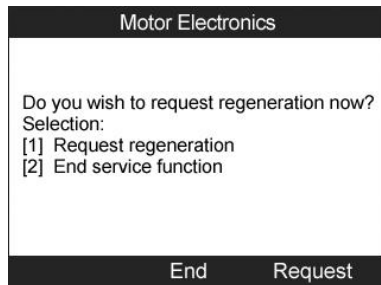 Motor Electronics
Do you wish to request regeneration now?
Selection:
[1] Request regeneration
[2] End service function
End Request